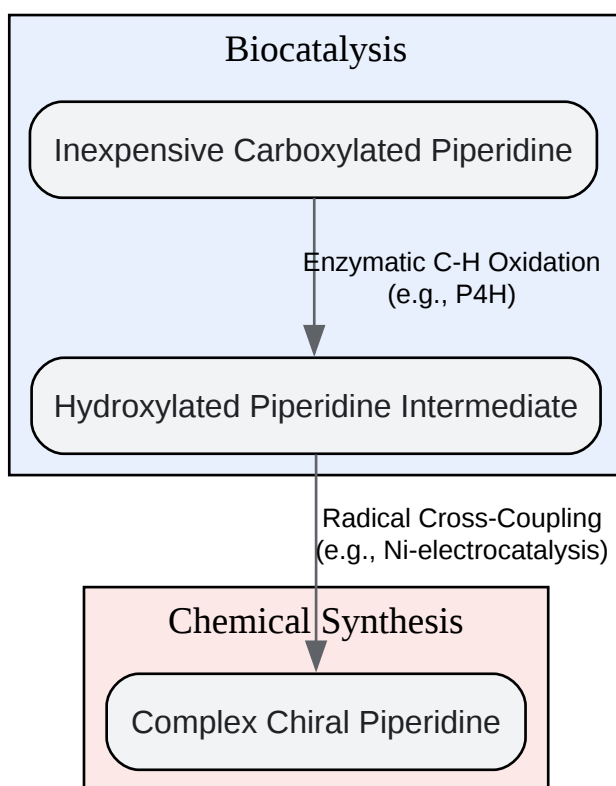 Biocatalysis
Inexpensive Carboxylated Piperidine
Enzymatic C-H Oxidation
(e.g., P4H)
Hydroxylated Piperidine Intermediate
Radical Cross-Coupling
(e.g., Ni-electrocatalysis)
Chemical Synthesis
Complex Chiral Piperidine